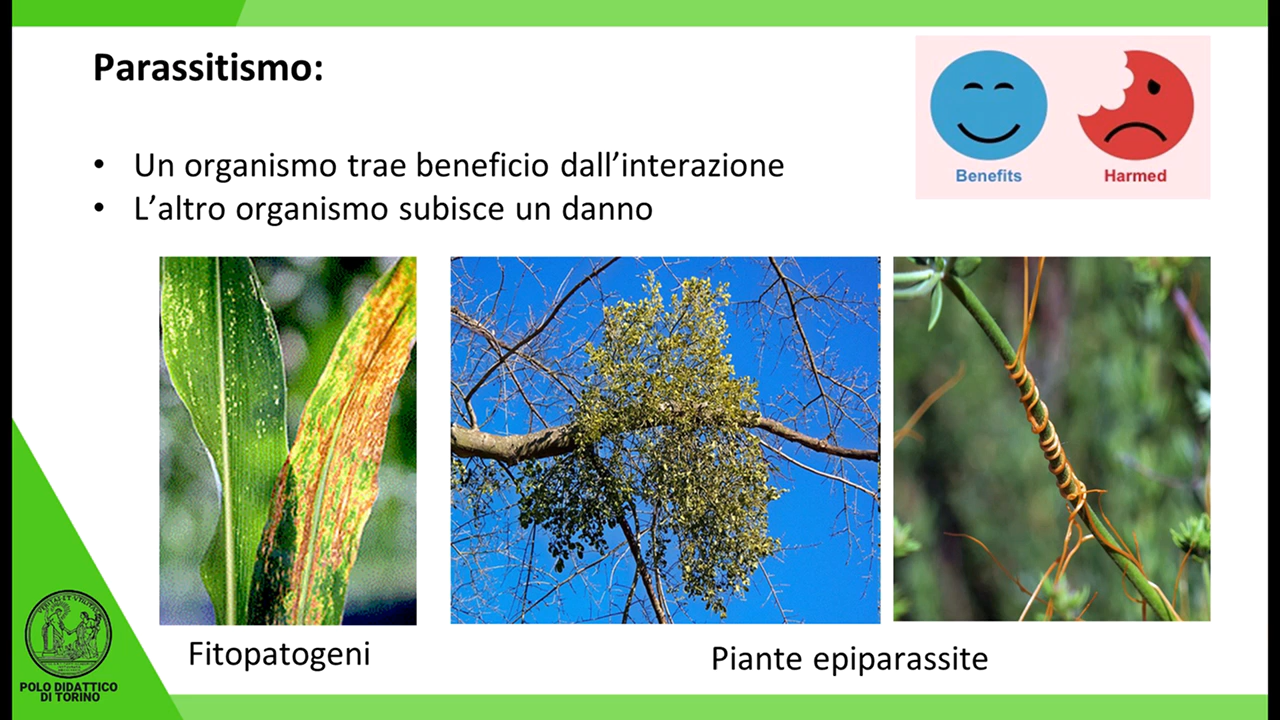 Parassitismo:
Benefits
Harmed
• Un organismo trae beneficio dall’interazione
• L’altro organismo subisce un danno
Fitopatogeni
Piante epiparassite
POLO DIDATTICO
DI TORINO